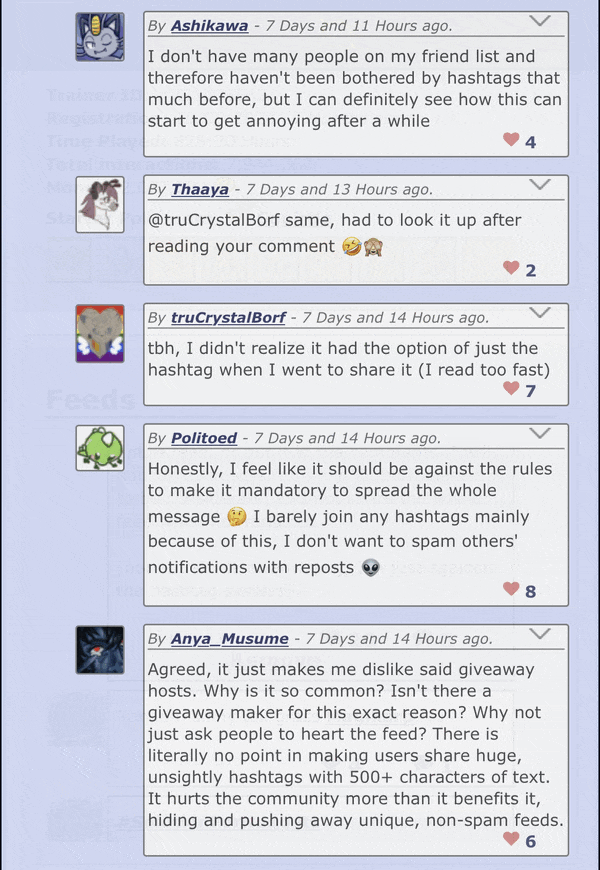 By Ashikawa - 7 Days and 11 Hours ago.
I don't have many people on my friend list and
therefore haven't been bothered by hashtags that
much before, but I can definitely see how this can
start to get annoying after a while
4
By Thaaya - 7 Days and 13 Hours ago.
@truCrystalBorf same, had to look it up after
reading your comment 🤣🙈
2
By truCrystalBorf - 7 Days and 14 Hours ago.
tbh, I didn't realize it had the option of just the
hashtag when I went to share it (I read too fast)
7
By Politoed - 7 Days and 14 Hours ago.
Honestly, I feel like it should be against the rules
to make it mandatory to spread the whole
message 🤔 I barely join any hashtags mainly
because of this, I don't want to spam others'
notifications with reposts 👽
8
By Anya_Musume - 7 Days and 14 Hours ago.
Agreed, it just makes me dislike said giveaway
hosts. Why is it so common? Isn't there a
giveaway maker for this exact reason? Why not
just ask people to heart the feed? There is
literally no point in making users share huge,
unsightly hashtags with 500+ characters of text.
It hurts the community more than it benefits it,
hiding and pushing away unique, non-spam feeds.
6
Feeds